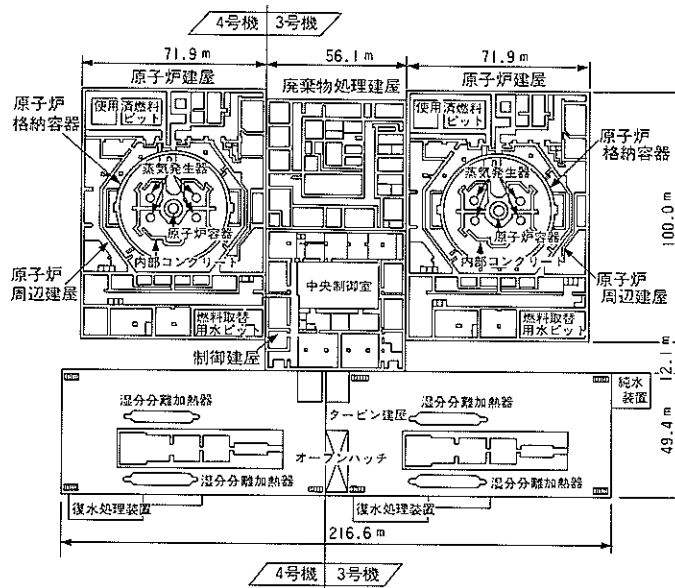 4号機 3号機
71.9m 56.1m 71.9m
原子炉建屋 廃棄物処理建屋 原子炉建屋
原子炉
格納容器
使用済燃料
ピット
使用済燃料
ピット
原子炉
格納容器
蒸気発生器
蒸気発生器
原子炉容器
原子炉容器
内部コンクリート
内部コンクリート
原子炉
周辺建屋
原子炉
周辺建屋
100.0m
中央制御室
燃料取替
用水ピット
燃料取替
用水ピット
制御建屋
12.1m
純水
装置
湿分分離加熱器
タービン建屋
湿分分離加熱器
49.4m
オープンハッチ
湿分分離加熱器
湿分分離加熱器
復水処理装置
復水処理装置
216.6m
4号機 3号機